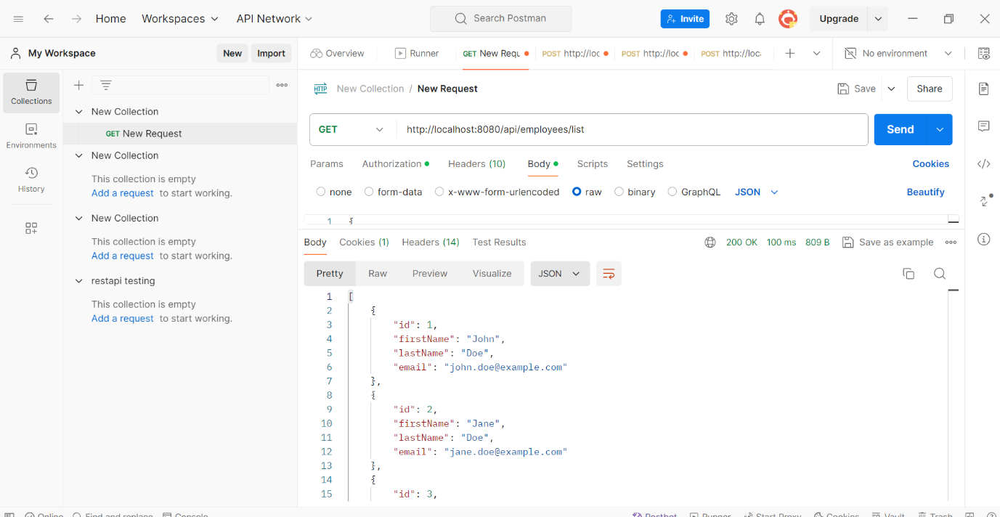 Home Workspaces API Network Search Postman Invite Upgrade
My Workspace New Import Overview Runner GET New Requ POST http://loc POST http://loc POST http://loc No environment
Collections
Environments
History
New Collection
GET New Request
New Collection
This collection is empty
Add a request to start working.
New Collection
This collection is empty
Add a request to start working.
restapi testing
This collection is empty
Add a request to start working.
HTTP New Collection / New Request Save Share
GET http://localhost:8080/api/employees/list Send
Params Authorization Headers (10) Body Scripts Settings Cookies
none form-data x-www-form-urlencoded raw binary GraphQL JSON Beautify
1 {
Body Cookies (1) Headers (14) Test Results 200 OK 100 ms 809 B Save as example
Pretty Raw Preview Visualize JSON
1 [
2 {
3 "id": 1,
4 "firstName": "John",
5 "lastName": "Doe",
6 "email": "john.doe@example.com"
7 },
8 {
9 "id": 2,
10 "firstName": "Jane",
11 "lastName": "Doe",
12 "email": "jane.doe@example.com"
13 },
14 {
15 "id": 3,
Online Find and replace Console Postbot Runner Start Proxy Cookies Vault Trash